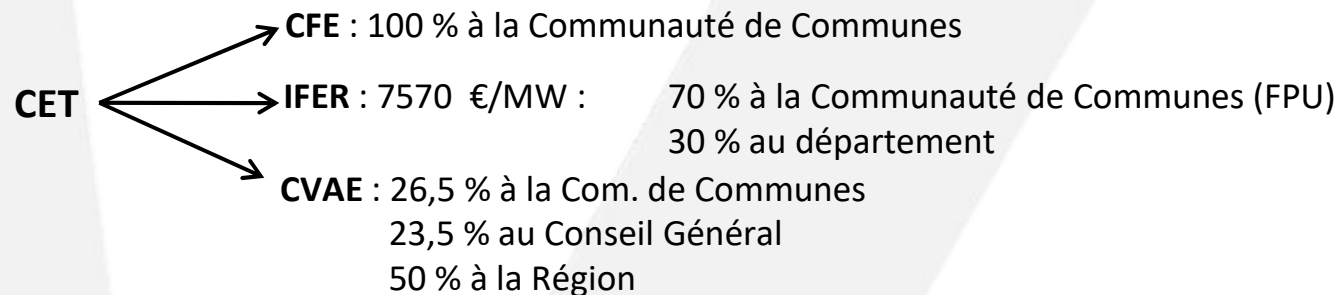 CFE : 100 % à la Communauté de Communes
CET
IFER : 7570 €/MW : 70 % à la Communauté de Communes (FPU)
30 % au département
CVAE : 26,5 % à la Com. de Communes
23,5 % au Conseil Général
50 % à la Région